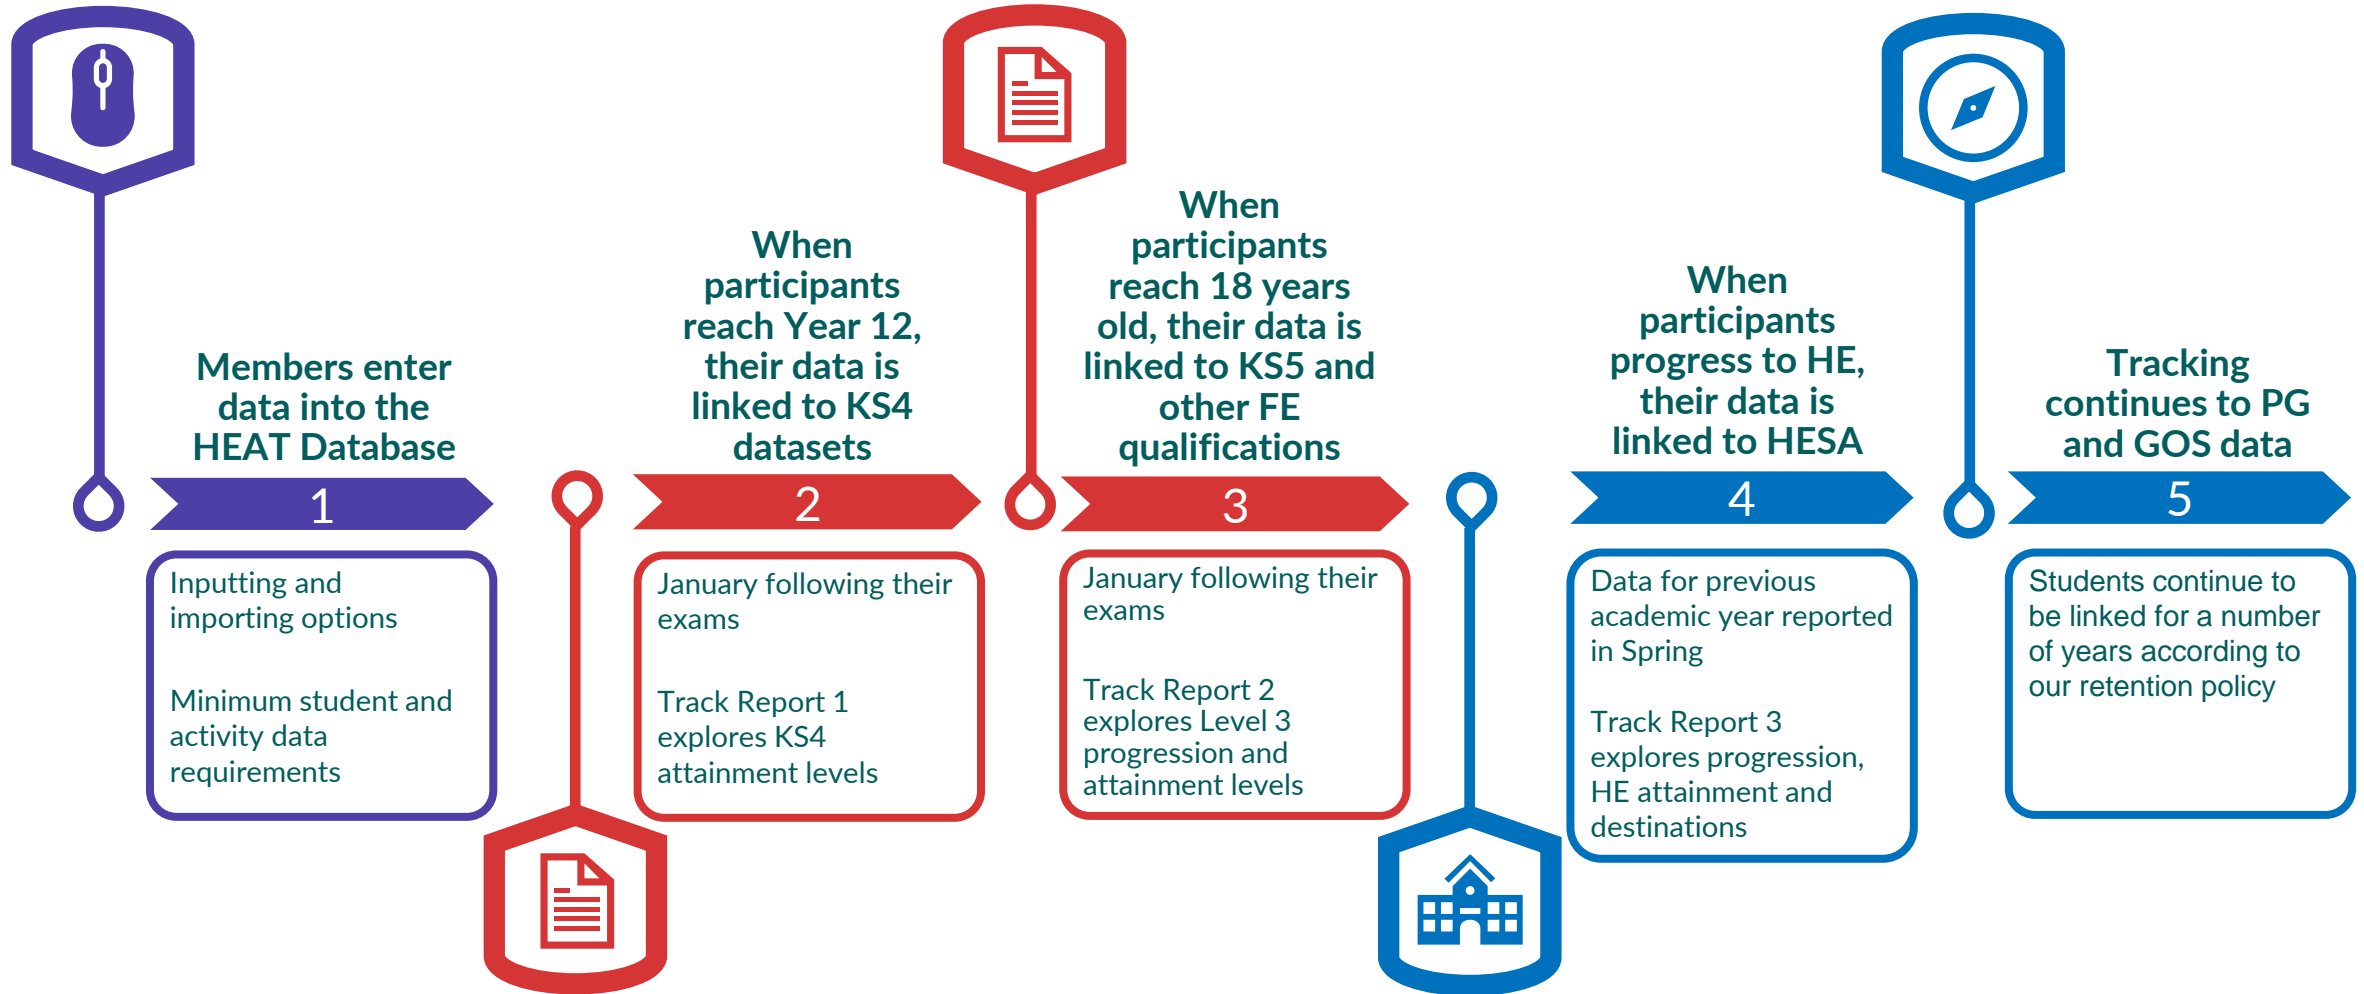 Members enter
data into the
HEAT Database
1
Inputting and
importing options
Minimum student and
activity data
requirements
When
participants
reach Year 12,
their data is
linked to KS4
datasets
2
January following their
exams
Track Report 1
explores KS4
attainment levels
When
participants
reach 18 years
old, their data is
linked to KS5 and
other FE
qualifications
3
January following their
exams
Track Report 2
explores Level 3
progression and
attainment levels
When
participants
progress to HE,
their data is
linked to HESA
4
Data for previous
academic year reported
in Spring
Track Report 3
explores progression,
HE attainment and
destinations
Tracking
continues to PG
and GOS data
5
Students continue to
be linked for a number
of years according to
our retention policy